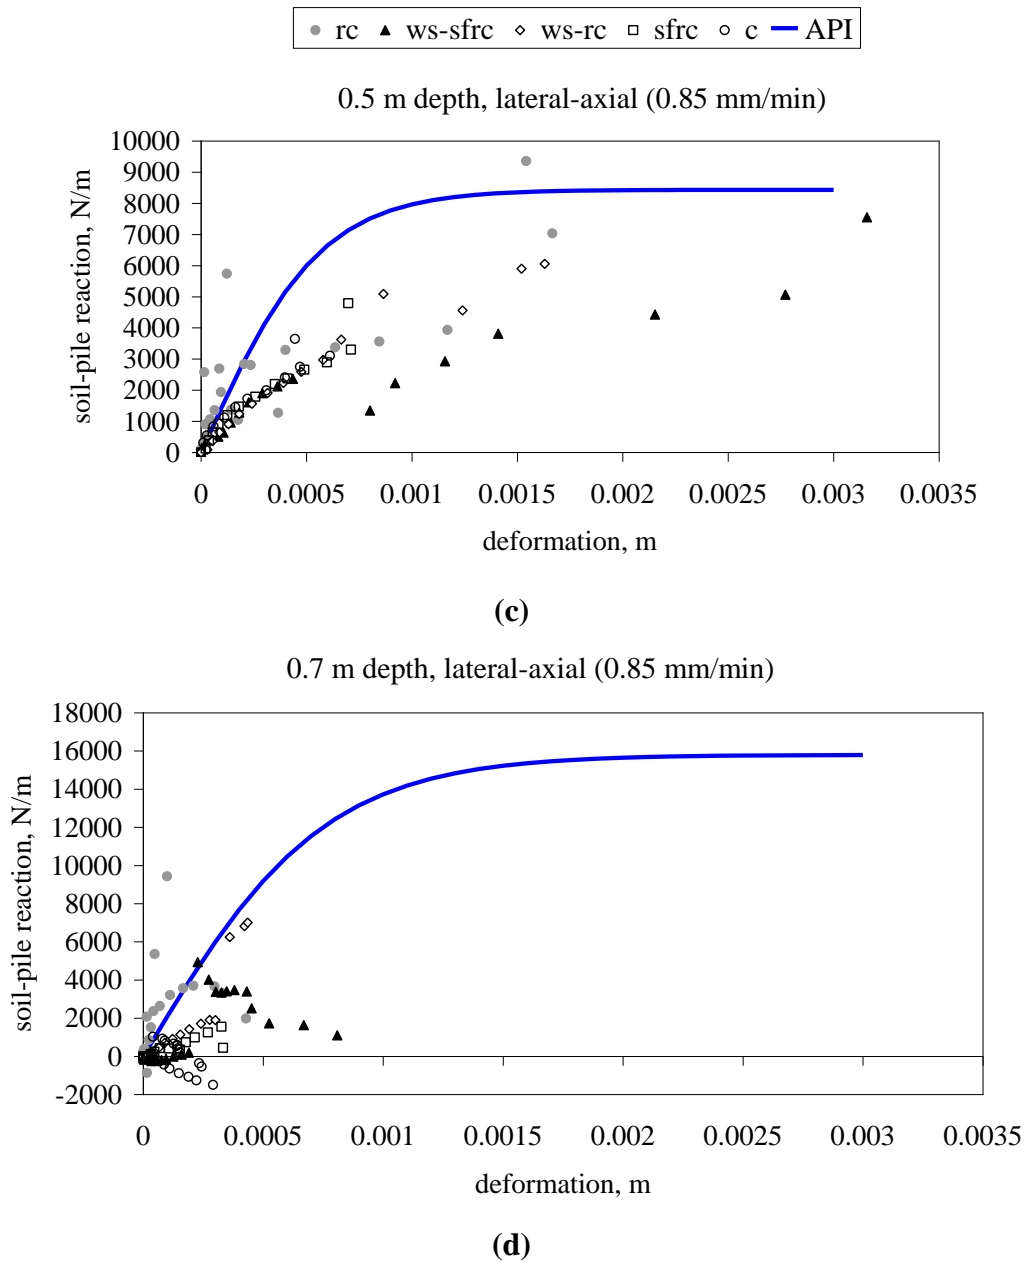 rc ws-sfrc ws-rc sfrc c API
0.5 m depth, lateral-axial (0.85 mm/min)
10000
9000
8000
7000
6000
5000
4000
3000
2000
1000
0
soil-pile reaction, N/m
0 0.0005 0.001 0.0015 0.002 0.0025 0.003 0.0035
deformation, m
(c)
0.7 m depth, lateral-axial (0.85 mm/min)
18000
16000
14000
12000
10000
8000
6000
4000
2000
0
-2000
soil-pile reaction, N/m
0 0.0005 0.001 0.0015 0.002 0.0025 0.003 0.0035
deformation, m
(d)